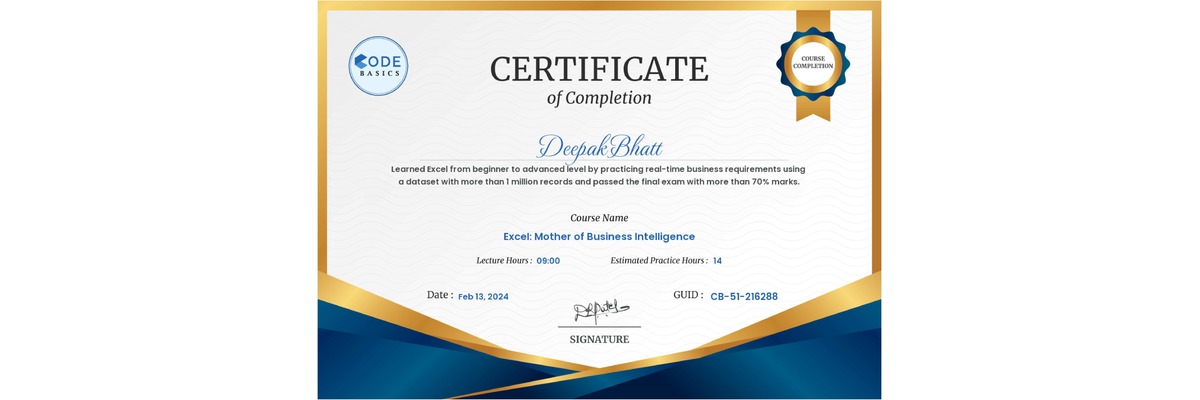 CODE
BASICS
CERTIFICATE
of Completion
COURSE
COMPLETION
Deepak Bhatt
Learned Excel from beginner to advanced level by practicing real-time business requirements using
a dataset with more than 1 million records and passed the final exam with more than 70% marks.
Course Name
Excel: Mother of Business Intelligence
Lecture Hours : 09:00 Estimated Practice Hours : 14
Date : Feb 13, 2024 GUID : CB-51-216288
DRPatel
SIGNATURE